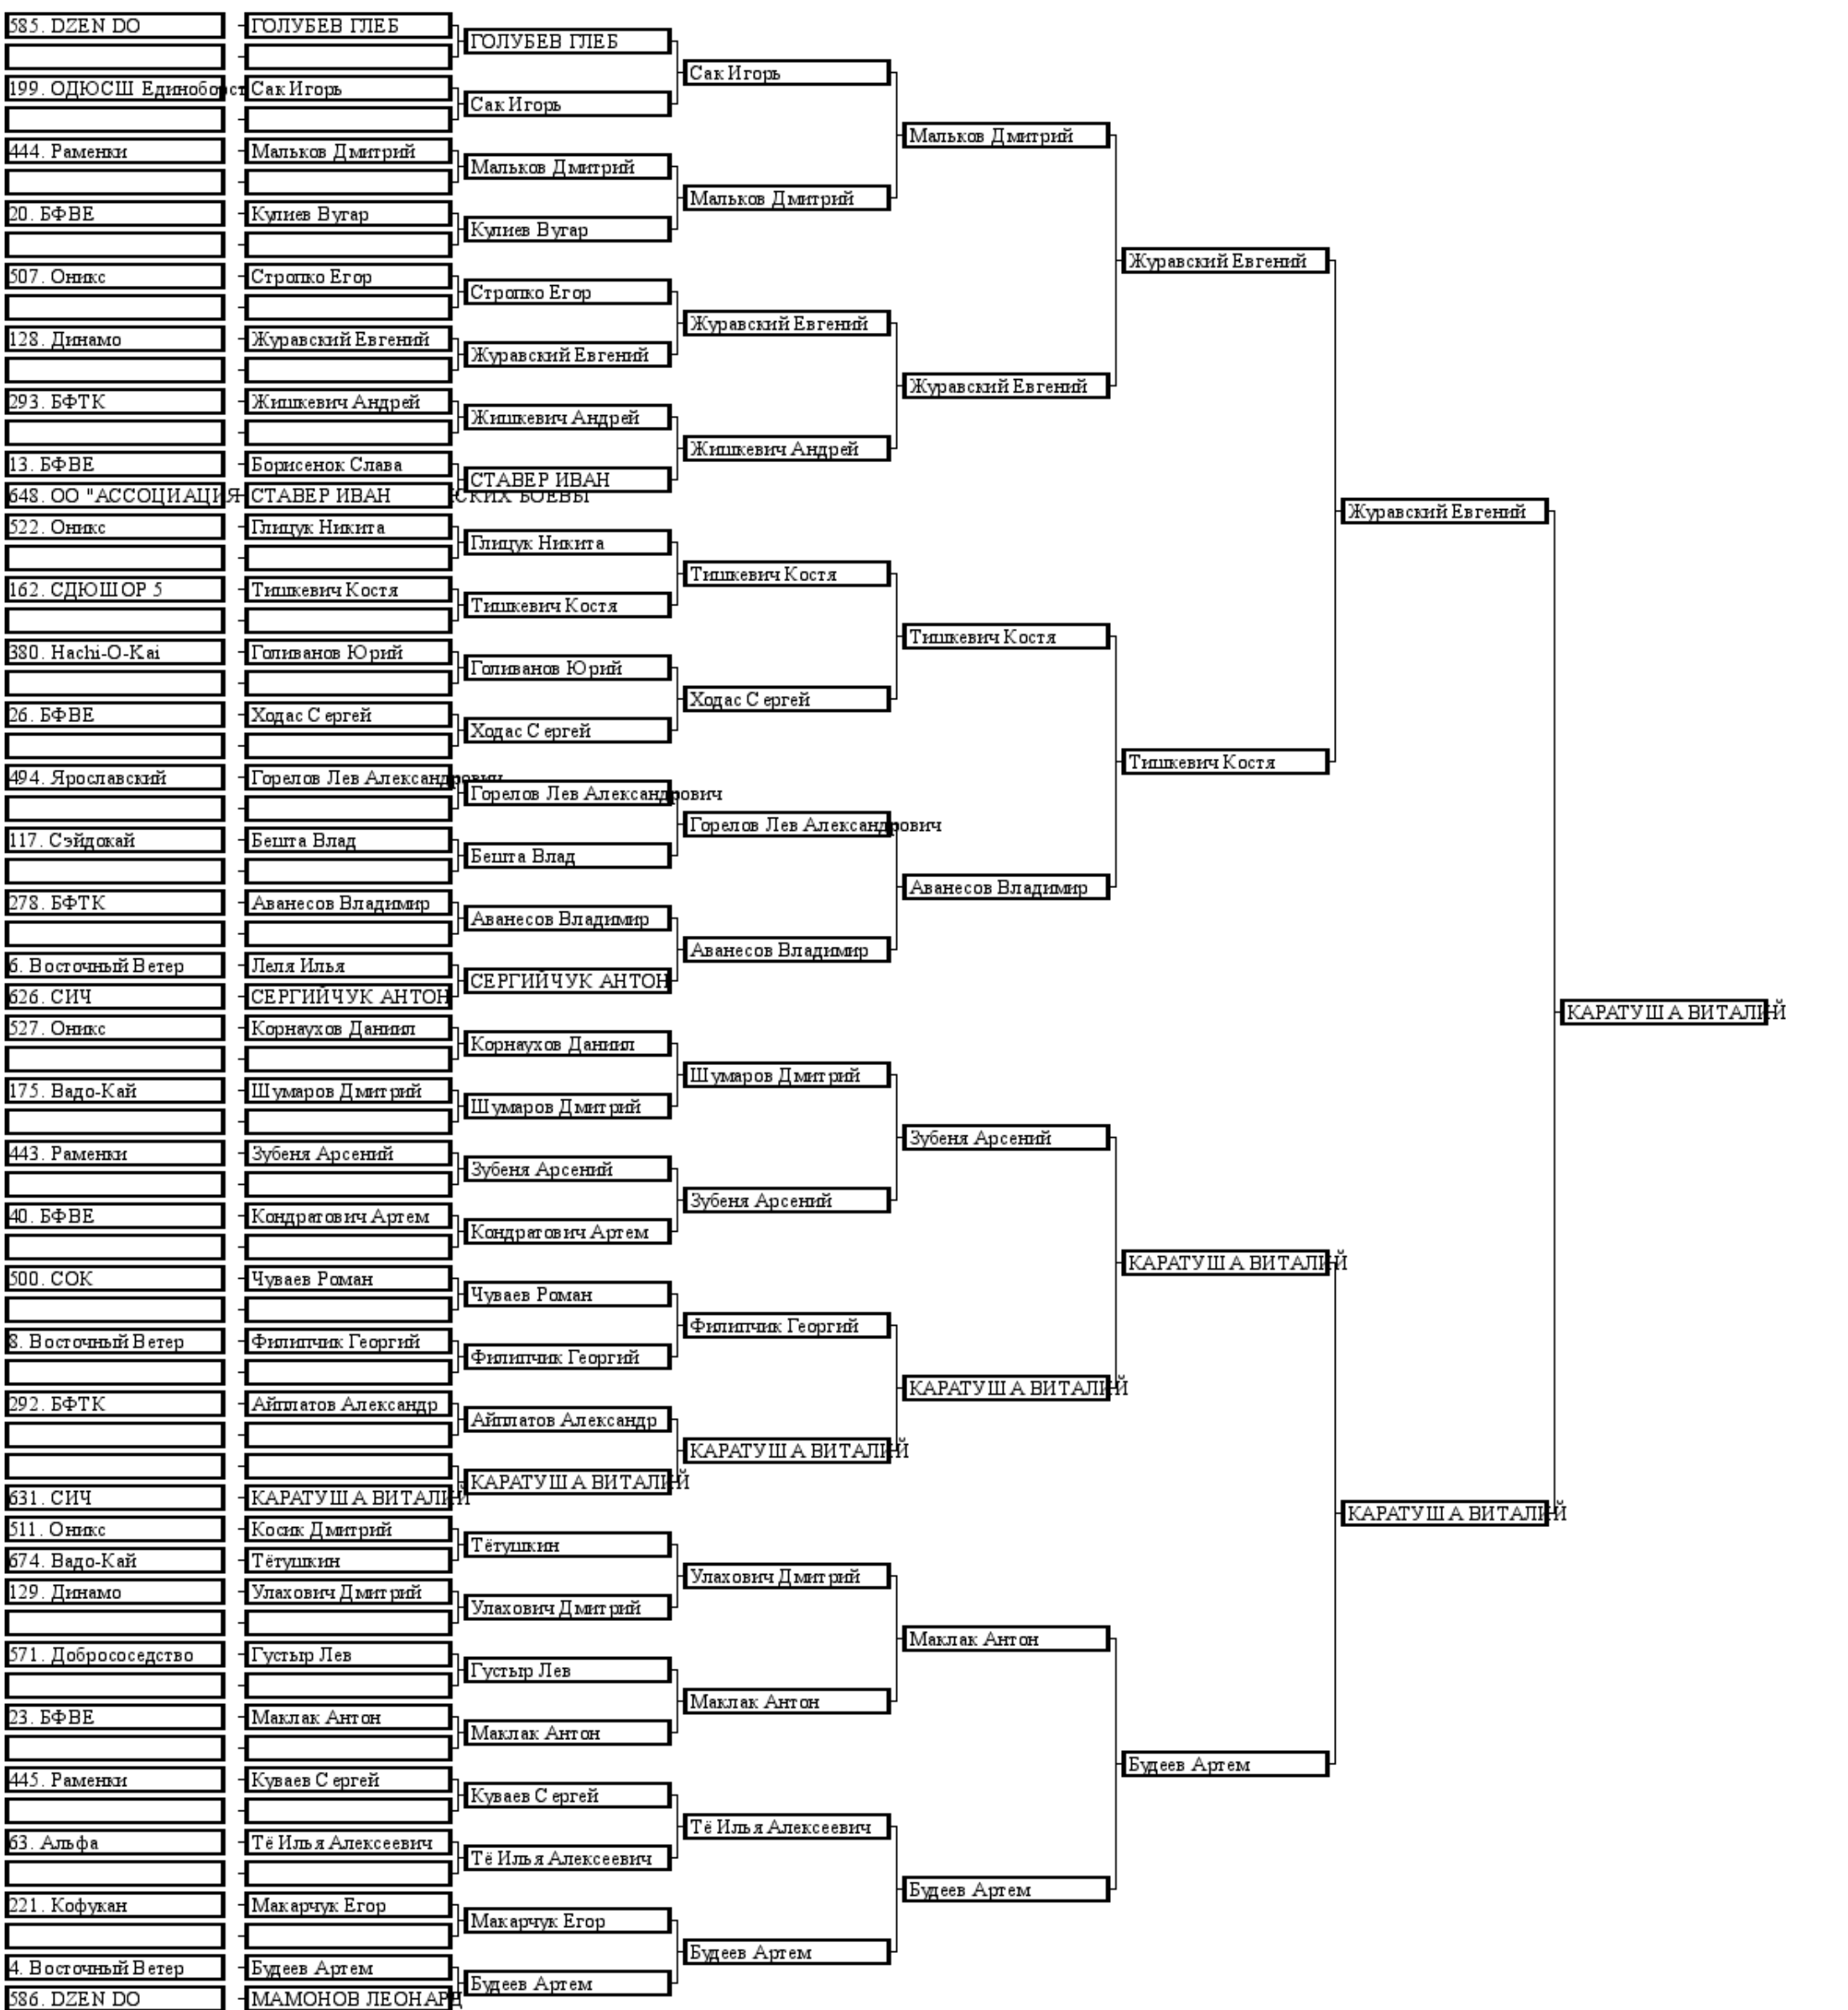 585. DZEN DO
ГОЛУБЕВ ГЛЕБ
199. ОДЮСШ Единоборст
Сак Игорь
444. Раменки
Мальков Дмитрий
20. БФВЕ
Кулиев Вугар
507. Оникс
Стропко Егор
128. Динамо
Журавский Евгений
293. БФТК
Жишкевич Андрей
13. БФВЕ
Борисенок Слава
648. ОО "АССОЦИАЦИЯ
СТАВЕР ИВАН
СКИХ БОЕВЫ
522. Оникс
Глицук Никита
162. СДЮШОР 5
Тишкевич Костя
380. Hachi-O-Kai
Голиванов Юрий
26. БФВЕ
Ходас Сергей
494. Ярославский
Горелов Лев Александрович
117. Сэйдокай
Бешта Влад
278. БФТК
Аванесов Владимир
6. Восточный Ветер
Леля Илья
626. СИЧ
СЕРГИЙЧУК АНТОН
527. Оникс
Корнаухов Даниил
175. Вадо-Кай
Шумаров Дмитрий
443. Раменки
Зубеня Арсений
40. БФВЕ
Кондратович Артем
500. СОК
Чуваев Роман
8. Восточный Ветер
Филипчик Георгий
292. БФТК
Айплатов Александр
631. СИЧ
КАРАТУША ВИТАЛИЙ
511. Оникс
Косик Дмитрий
674. Вадо-Кай
Тётушкин
129. Динамо
Улахович Дмитрий
571. Добрососедство
Густыр Лев
23. БФВЕ
Маклак Антон
445. Раменки
Куваев Сергей
63. Альфа
Тё Илья Алексеевич
221. Кофукан
Макарчук Егор
4. Восточный Ветер
Будеев Артем
586. DZEN DO
МАМОНОВ ЛЕОНАРД
ГОЛУБЕВ ГЛЕБ
Сак Игорь
Мальков Дмитрий
Кулиев Вугар
Стропко Егор
Журавский Евгений
Жишкевич Андрей
СТАВЕР ИВАН
Глицук Никита
Тишкевич Костя
Голиванов Юрий
Ходас Сергей
Горелов Лев Александрович
Бешта Влад
Аванесов Владимир
СЕРГИЙЧУК АНТОН
Корнаухов Даниил
Шумаров Дмитрий
Зубеня Арсений
Кондратович Артем
Чуваев Роман
Филипчик Георгий
Айплатов Александр
КАРАТУША ВИТАЛИЙ
Тётушкин
Улахович Дмитрий
Густыр Лев
Маклак Антон
Куваев Сергей
Тё Илья Алексеевич
Макарчук Егор
Будеев Артем
Сак Игорь
Мальков Дмитрий
Журавский Евгений
Жишкевич Андрей
Тишкевич Костя
Ходас Сергей
Горелов Лев Александрович
Аванесов Владимир
Шумаров Дмитрий
Зубеня Арсений
Филипчик Георгий
КАРАТУША ВИТАЛИЙ
Улахович Дмитрий
Маклак Антон
Тё Илья Алексеевич
Будеев Артем
Мальков Дмитрий
Журавский Евгений
Тишкевич Костя
Аванесов Владимир
Зубеня Арсений
КАРАТУША ВИТАЛИЙ
Маклак Антон
Будеев Артем
Журавский Евгений
Тишкевич Костя
КАРАТУША ВИТАЛИЙ
Будеев Артем
Журавский Евгений
КАРАТУША ВИТАЛИЙ
КАРАТУША ВИТАЛИЙ